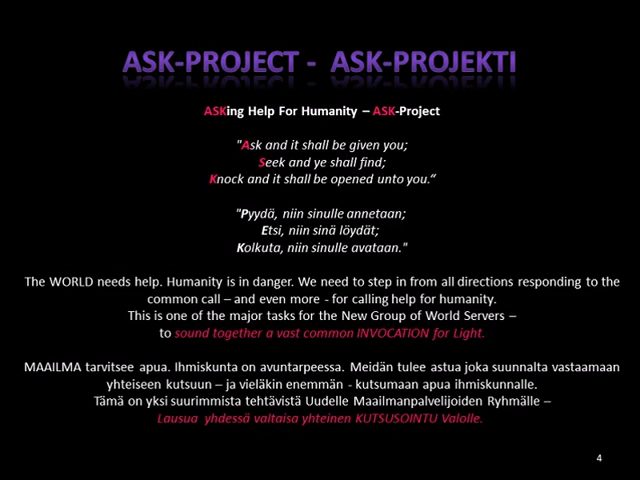 ASK-PROJECT - ASK-PROJEKTI
ASKing Help For Humanity – ASK-Project
"Ask and it shall be given you;
Seek and ye shall find;
Knock and it shall be opened unto you.“
"Pyydä, niin sinulle annetaan;
Etsi, niin sinä löydät;
Kolkuta, niin sinulle avataan."
The WORLD needs help. Humanity is in danger. We need to step in from all directions responding to the
common call – and even more - for calling help for humanity.
This is one of the major tasks for the New Group of World Servers –
to sound together a vast common INVOCATION for Light.
MAAILMA tarvitsee apua. Ihmiskunta on avuntarpeessa. Meidän tulee astua joka suunnalta vastaamaan
yhteiseen kutsuun – ja vieläkin enemmän - kutsumaan apua ihmiskunnalle.
Tämä on yksi suurimmista tehtävistä Uudelle Maailmanpalvelijoiden Ryhmälle –
Lausua yhdessä valtaisa yhteinen KUTSUSOINTU Valolle.
4